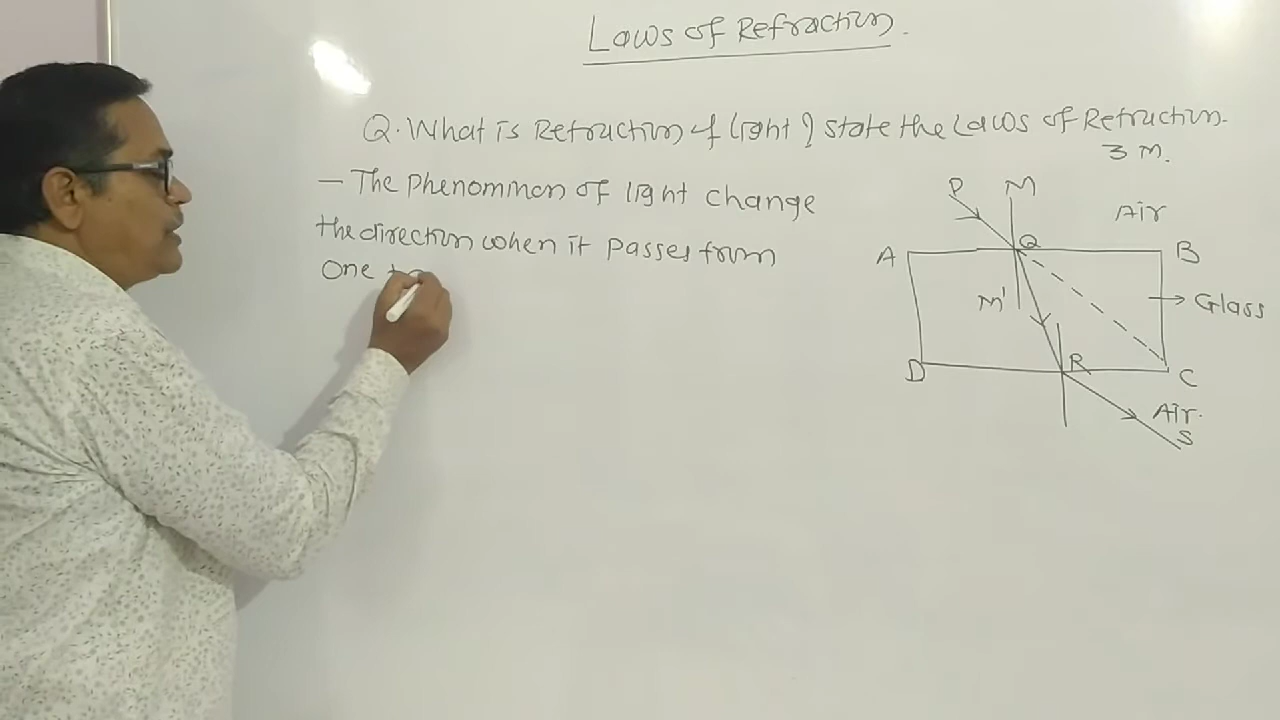 Laws of Refraction.
Q. What is Refraction of light? state the Laws of Refraction.
3 M.
— The Phenommon of light change
the direction when it passes from
one
P M Air
A Q B
M' Glass
D R C
Air.
S